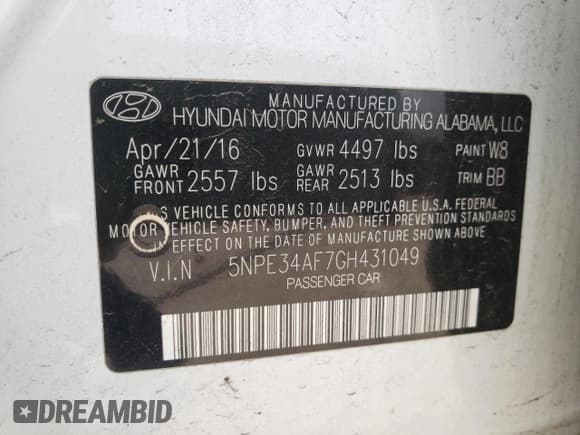 MANUFACTURED BY
HYUNDAI MOTOR MANUFACTURING ALABAMA, LLC
Apr/21/16 GVWR 4497 lbs PAINT W8
GAWR FRONT 2557 lbs GAWR REAR 2513 lbs TRIM BB
S VEHICLE CONFORMS TO ALL APPLICABLE U.S.A. FEDERAL
MOTOR VEHICLE SAFETY, BUMPER, AND THEFT PREVENTION STANDARDS
IN EFFECT ON THE DATE OF MANUFACTURE SHOWN ABOVE
V.I.N 5NPE34AF7GH431049
PASSENGER CAR
DREAMBID